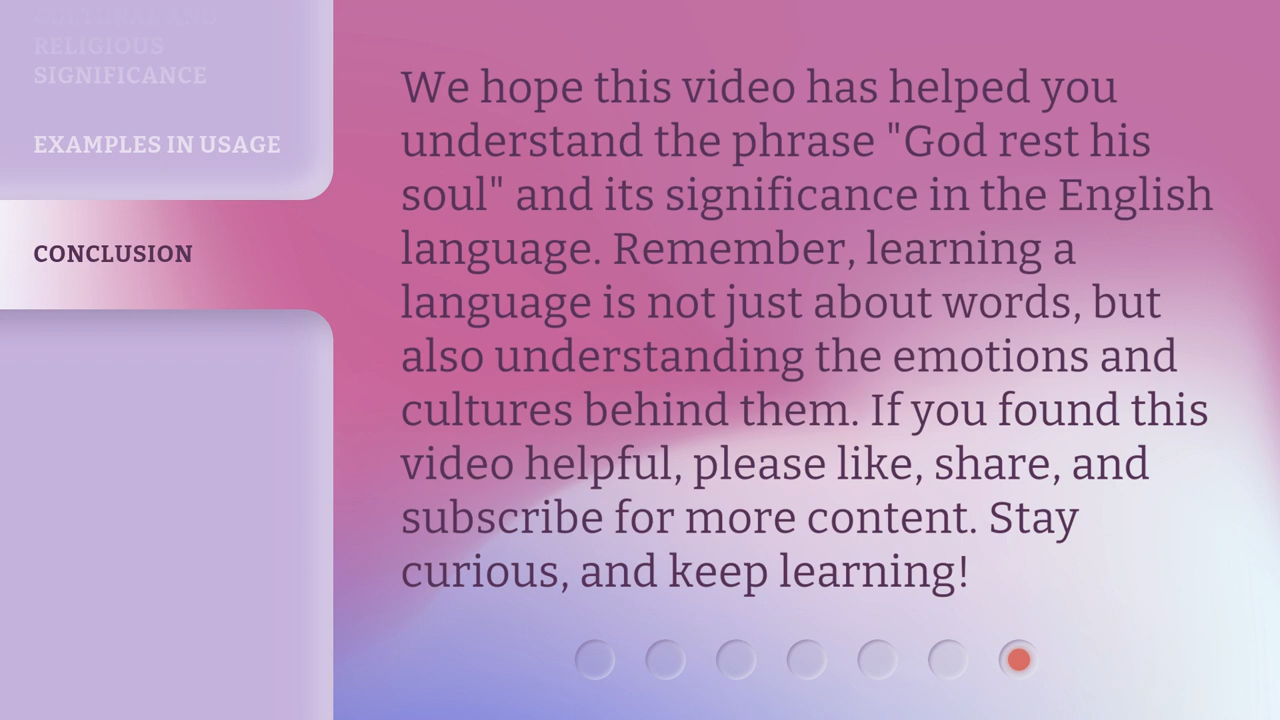 CULTURAL AND
RELIGIOUS
SIGNIFICANCE
EXAMPLES IN USAGE
CONCLUSION
We hope this video has helped you
understand the phrase "God rest his
soul" and its significance in the English
language. Remember, learning a
language is not just about words, but
also understanding the emotions and
cultures behind them. If you found this
video helpful, please like, share, and
subscribe for more content. Stay
curious, and keep learning!